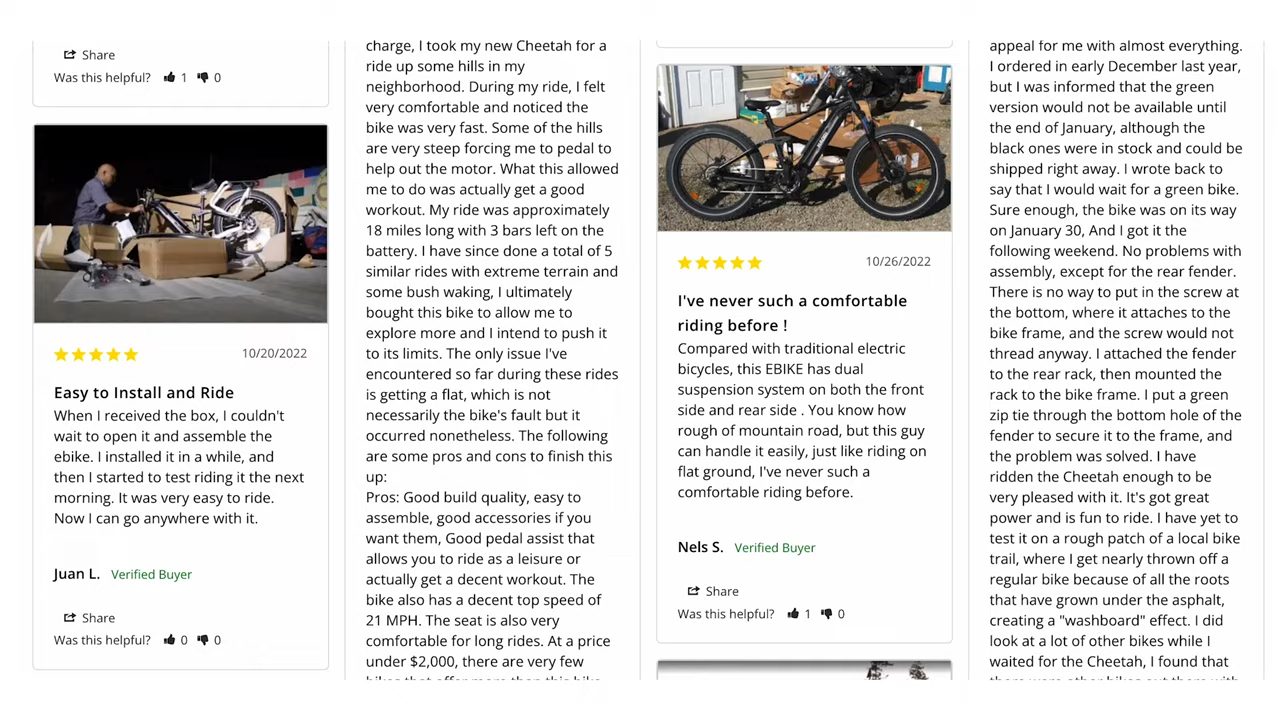 Share
Was this helpful? 1 0
10/20/2022
Easy to Install and Ride
When I received the box, I couldn't
wait to open it and assemble the
ebike. I installed it in a while, and
then I started to test riding it the next
morning. It was very easy to ride.
Now I can go anywhere with it.
Juan L. Verified Buyer
Share
Was this helpful? 0 0
charge, I took my new Cheetah for a
ride up some hills in my
neighborhood. During my ride, I felt
very comfortable and noticed the
bike was very fast. Some of the hills
are very steep forcing me to pedal to
help out the motor. What this allowed
me to do was actually get a good
workout. My ride was approximately
18 miles long with 3 bars left on the
battery. I have since done a total of 5
similar rides with extreme terrain and
some bush waking, I ultimately
bought this bike to allow me to
explore more and I intend to push it
to its limits. The only issue I've
encountered so far during these rides
is getting a flat, which is not
necessarily the bike's fault but it
occurred nonetheless. The following
are some pros and cons to finish this
up:
Pros: Good build quality, easy to
assemble, good accessories if you
want them, Good pedal assist that
allows you to ride as a leisure or
actually get a decent workout. The
bike also has a decent top speed of
21 MPH. The seat is also very
comfortable for long rides. At a price
under $2,000, there are very few
bikes that offer more than this bike
10/26/2022
I've never such a comfortable
riding before !
Compared with traditional electric
bicycles, this EBIKE has dual
suspension system on both the front
side and rear side . You know how
rough of mountain road, but this guy
can handle it easily, just like riding on
flat ground, I've never such a
comfortable riding before.
Nels S. Verified Buyer
Share
Was this helpful? 1 0
appeal for me with almost everything.
I ordered in early December last year,
but I was informed that the green
version would not be available until
the end of January, although the
black ones were in stock and could be
shipped right away. I wrote back to
say that I would wait for a green bike.
Sure enough, the bike was on its way
on January 30, And I got it the
following weekend. No problems with
assembly, except for the rear fender.
There is no way to put in the screw at
the bottom, where it attaches to the
bike frame, and the screw would not
thread anyway. I attached the fender
to the rear rack, then mounted the
rack to the bike frame. I put a green
zip tie through the bottom hole of the
fender to secure it to the frame, and
the problem was solved. I have
ridden the Cheetah enough to be
very pleased with it. It's got great
power and is fun to ride. I have yet to
test it on a rough patch of a local bike
trail, where I get nearly thrown off a
regular bike because of all the roots
that have grown under the asphalt,
creating a "washboard" effect. I did
look at a lot of other bikes while I
waited for the Cheetah, I found that
there were other bikes out there with